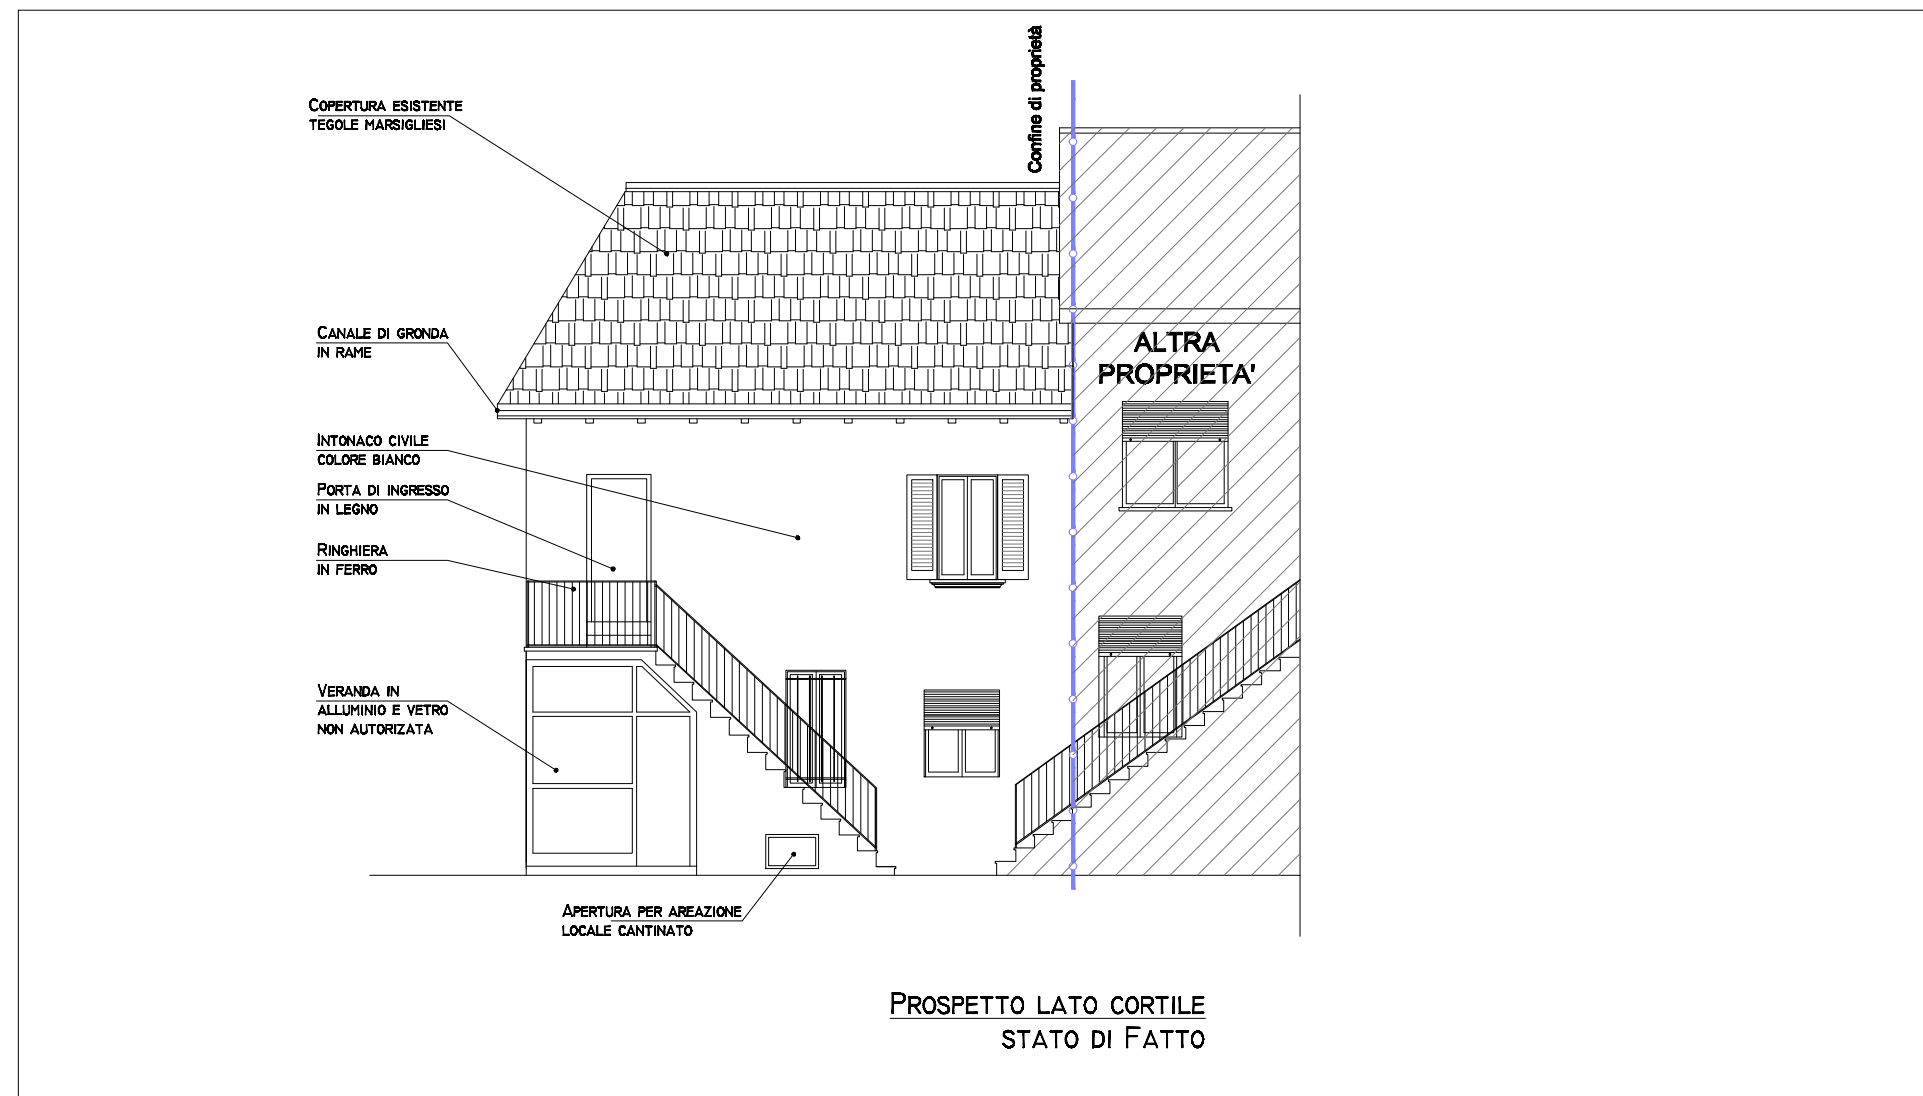 Confine di proprietà
Copertura esistente
tegole marsigliesi
Canale di gronda
in rame
ALTRA
PROPRIETA'
Intonaco civile
colore bianco
Porta di ingresso
in legno
Ringhiera
in ferro
Veranda in
alluminio e vetro
non autorizata
Apertura per areazione
locale cantinato
Prospetto lato cortile
stato di Fatto